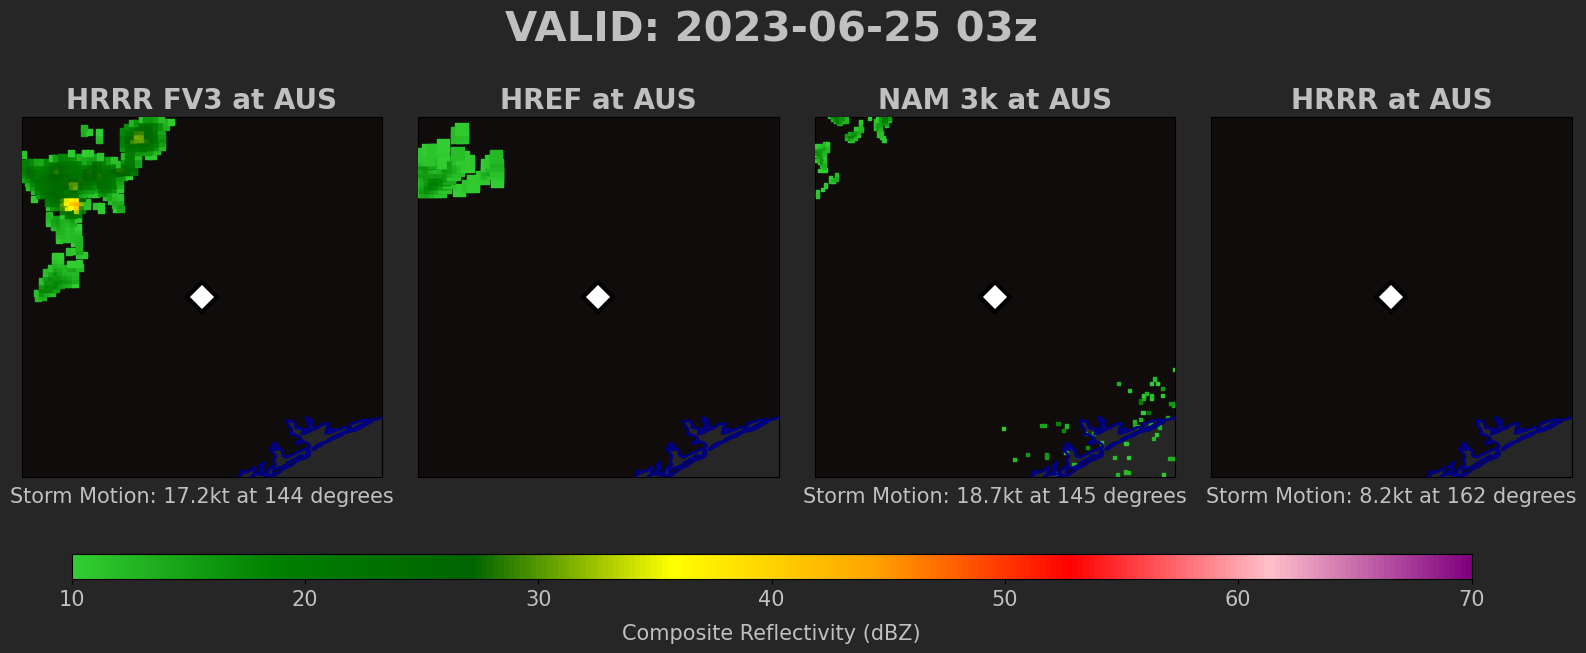 VALID: 2023-06-25 03z
HRRR FV3 at AUS
HREF at AUS
NAM 3k at AUS
HRRR at AUS
Storm Motion: 17.2kt at 144 degrees
Storm Motion: 18.7kt at 145 degrees
Storm Motion: 8.2kt at 162 degrees
10 20 30 40 50 60 70
Composite Reflectivity (dBZ)